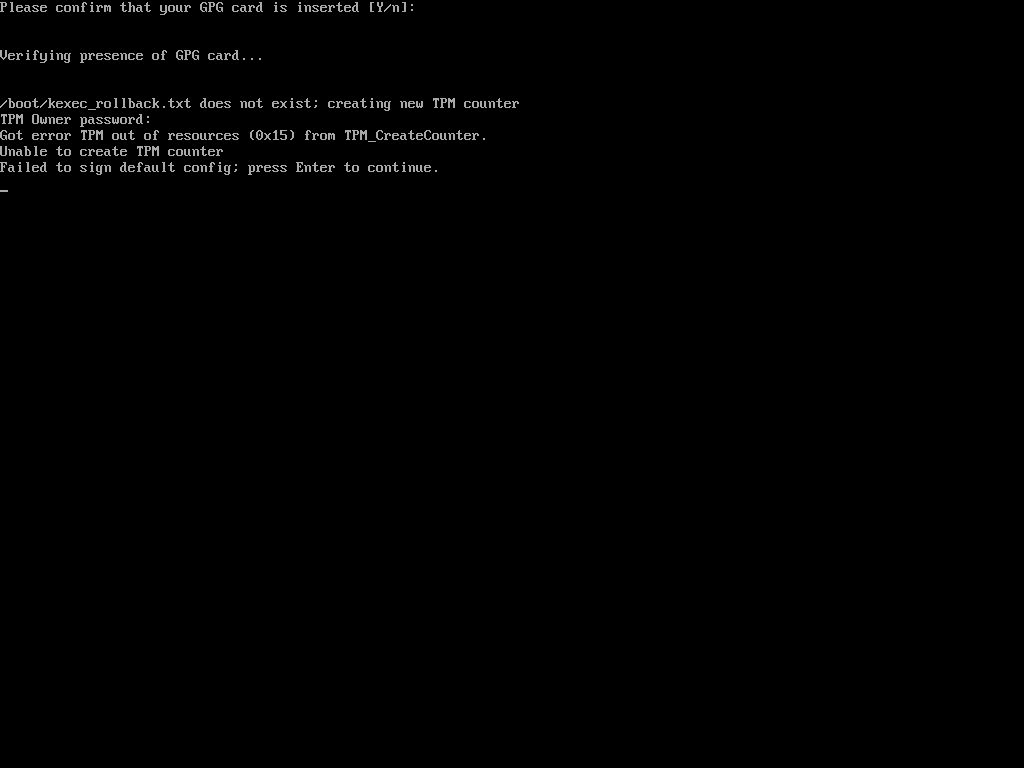 Please confirm that your GPG card is inserted [Y/n]:
Verifying presence of GPG card...
/boot/kexec_rollback.txt does not exist; creating new TPM counter
TPM Owner password:
Got error TPM out of resources (0x15) from TPM_CreateCounter.
Unable to create TPM counter
Failed to sign default config; press Enter to continue.